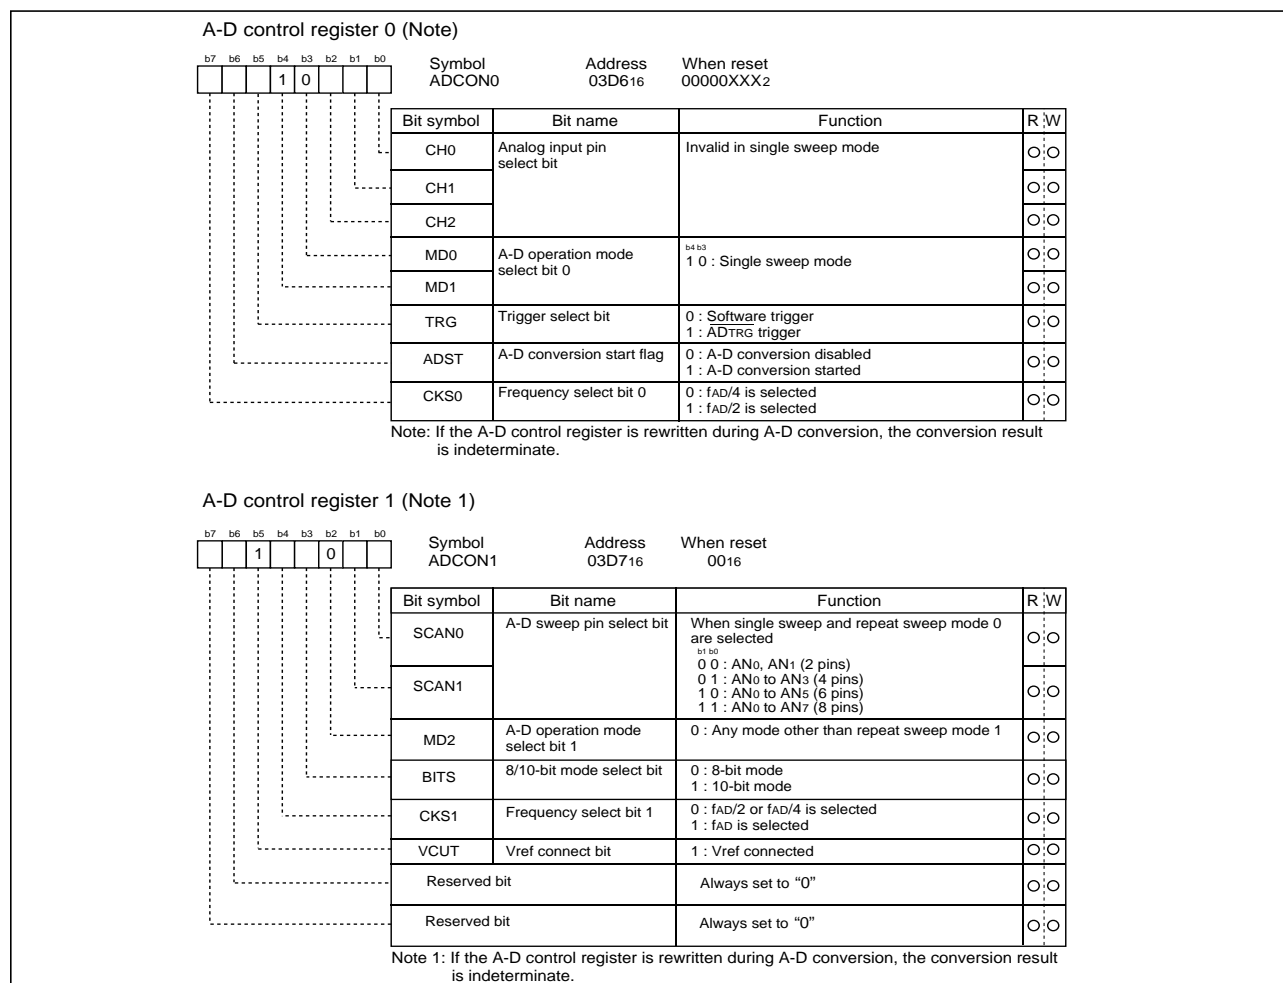 A-D control register 0 (Note)
b7 b6 b5 b4 b3 b2 b1 b0
1 0
Symbol Address When reset
ADCON0 03D616 00000XXX2
Bit symbol Bit name Function R W
CH0 Analog input pin select bit Invalid in single sweep mode
CH1
CH2
MD0 A-D operation mode select bit 0 b4 b3
1 0 : Single sweep mode
MD1
TRG Trigger select bit 0 : Software trigger
1 : ADTRG trigger
ADST A-D conversion start flag 0 : A-D conversion disabled
1 : A-D conversion started
CKS0 Frequency select bit 0 0 : fAD/4 is selected
1 : fAD/2 is selected
Note: If the A-D control register is rewritten during A-D conversion, the conversion result
is indeterminate.
A-D control register 1 (Note 1)
b7 b6 b5 b4 b3 b2 b1 b0
1 0
Symbol Address When reset
ADCON1 03D716 0016
Bit symbol Bit name Function R W
SCAN0 A-D sweep pin select bit When single sweep and repeat sweep mode 0
are selected
b1 b0
0 0 : AN0, AN1 (2 pins)
0 1 : AN0 to AN3 (4 pins)
SCAN1 1 0 : AN0 to AN5 (6 pins)
1 1 : AN0 to AN7 (8 pins)
MD2 A-D operation mode select bit 1 0 : Any mode other than repeat sweep mode 1
BITS 8/10-bit mode select bit 0 : 8-bit mode
1 : 10-bit mode
CKS1 Frequency select bit 1 0 : fAD/2 or fAD/4 is selected
1 : fAD is selected
VCUT Vref connect bit 1 : Vref connected
Reserved bit Always set to “0”
Reserved bit Always set to “0”
Note 1: If the A-D control register is rewritten during A-D conversion, the conversion result
is indeterminate.